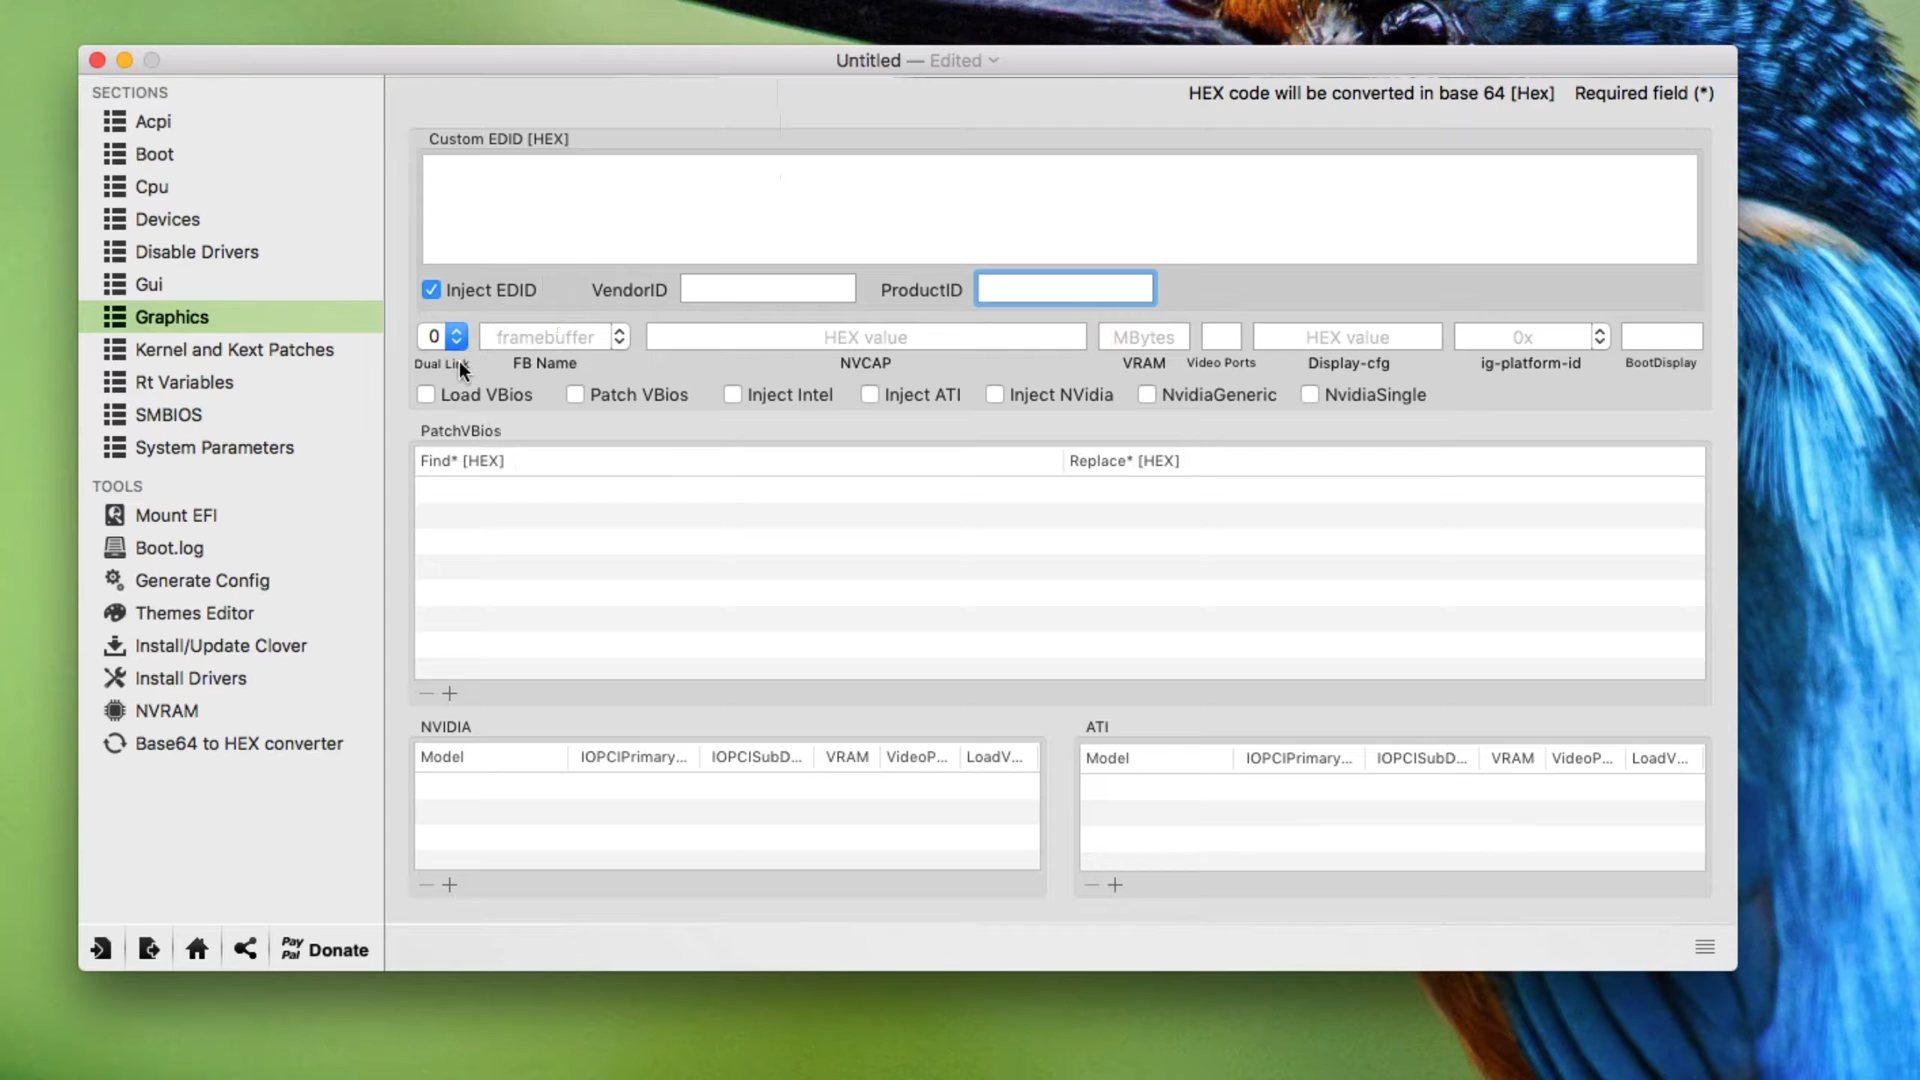 Untitled — Edited
SECTIONS
Acpi
Boot
Cpu
Devices
Disable Drivers
Gui
Graphics
Kernel and Kext Patches
Rt Variables
SMBIOS
System Parameters
TOOLS
Mount EFI
Boot.log
Generate Config
Themes Editor
Install/Update Clover
Install Drivers
NVRAM
Base64 to HEX converter
Pay Pal Donate
HEX code will be converted in base 64 [Hex] Required field (*)
Custom EDID [HEX]
Inject EDID VendorID ProductID
0 framebuffer HEX value MBytes HEX value 0x
Dual Link FB Name NVCAP VRAM Video Ports Display-cfg ig-platform-id BootDisplay
Load VBios Patch VBios Inject Intel Inject ATI Inject NVidia NvidiaGeneric NvidiaSingle
PatchVBios
Find* [HEX] Replace* [HEX]
NVIDIA
Model IOPCIPrimary... IOPCISubD... VRAM VideoP... LoadV...
ATI
Model IOPCIPrimary... IOPCISubD... VRAM VideoP... LoadV...